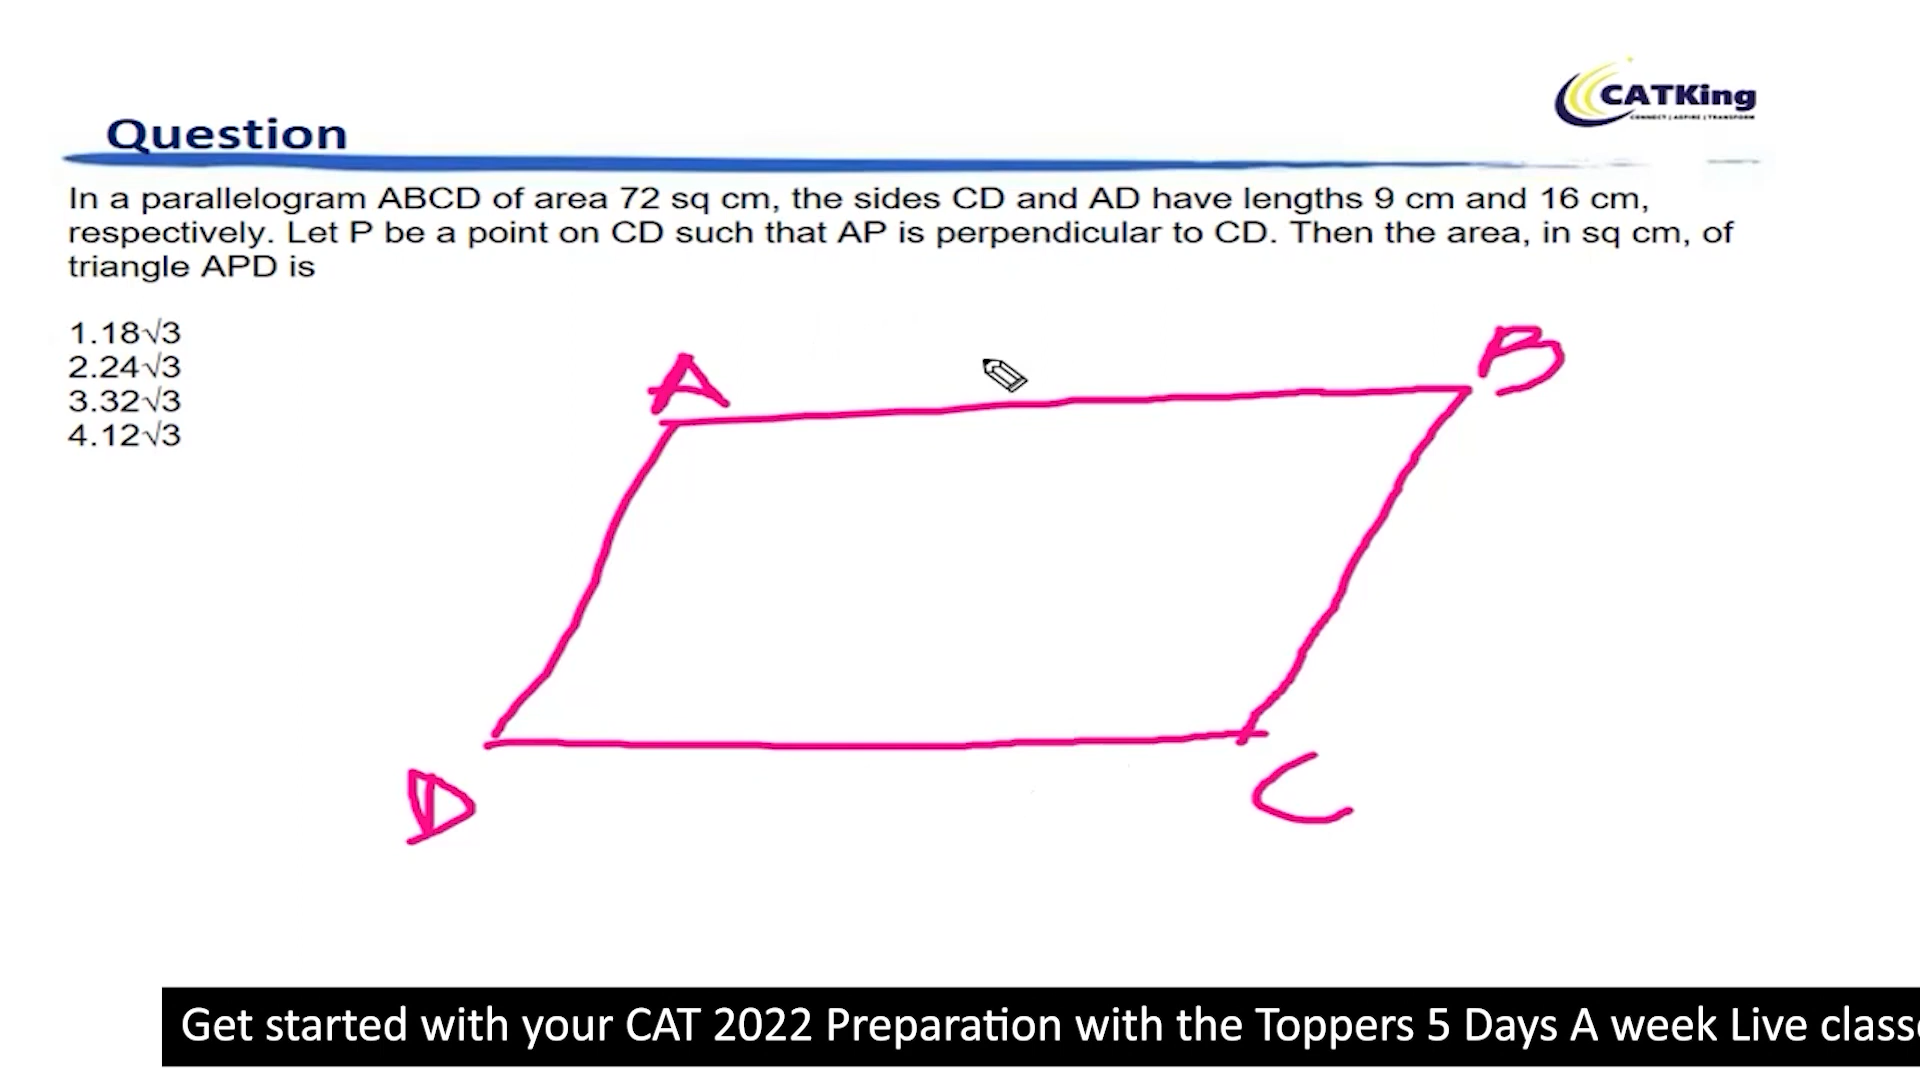 CATKing
CONNECT | ASPIRE | TRANSFORM
Question
In a parallelogram ABCD of area 72 sq cm, the sides CD and AD have lengths 9 cm and 16 cm,
respectively. Let P be a point on CD such that AP is perpendicular to CD. Then the area, in sq cm, of
triangle APD is
1.18√3
2.24√3
3.32√3
4.12√3
A
B
D
C
Get started with your CAT 2022 Preparation with the Toppers 5 Days A week Live class